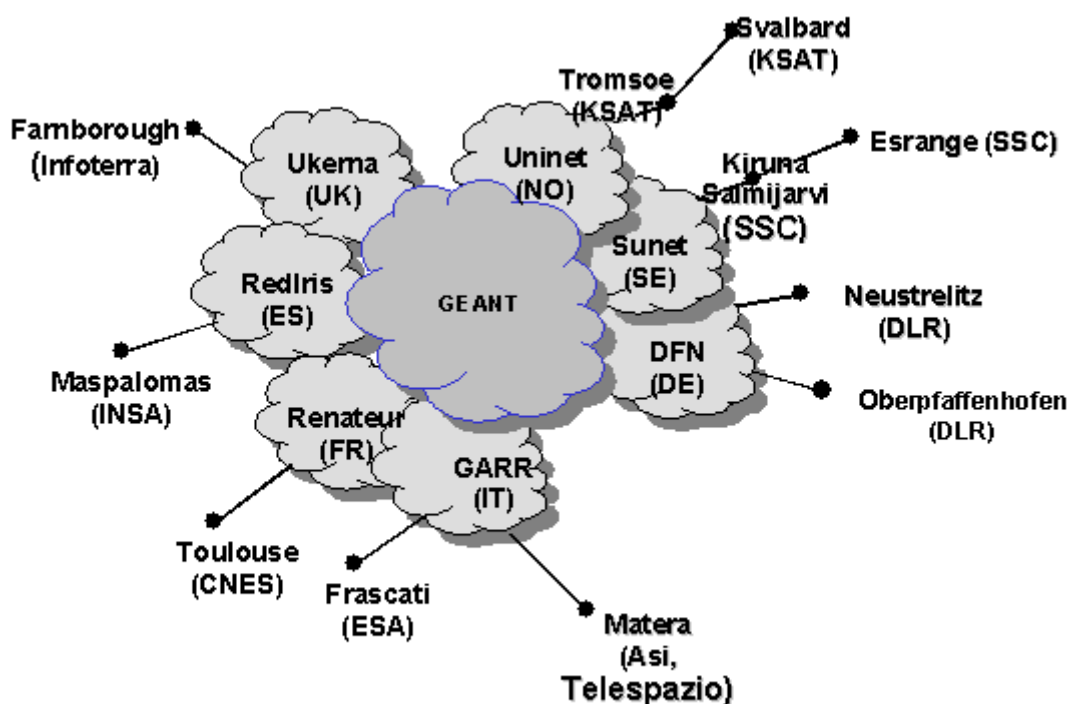 Svalbard
(KSAT)
Tromsoe
(KSAT)
Farnborough
(Infoterra)
Ukerna
(UK)
Uninet
(NO)
Esrange (SSC)
Kiruna
Salmijarvi
(SSC)
Sunet
(SE)
RedIris
(ES)
GEANT
Neustrelitz
(DLR)
DFN
(DE)
Maspalomas
(INSA)
Oberpfaffenhofen
(DLR)
Renateur
(FR)
GARR
(IT)
Toulouse
(CNES)
Frascati
(ESA)
Matera
(Asi,
Telespazio)